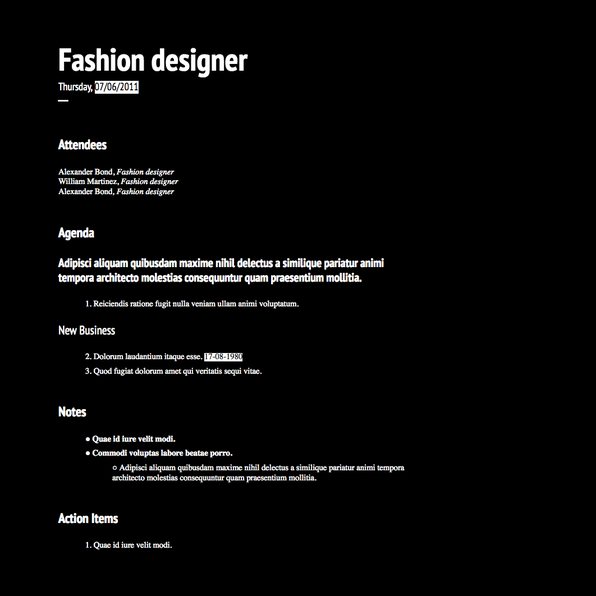 Fashion designer
Thursday, 07/06/2011
Attendees
Alexander Bond, Fashion designer
William Martinez, Fashion designer
Alexander Bond, Fashion designer
Agenda
Adipisci aliquam quibusdam maxime nihil delectus a similique pariatur animi
tempora architecto molestias consequuntur quam praesentium mollitia.
1. Reiciendis ratione fugit nulla veniam ullam animi voluptatum.
New Business
2. Dolorum laudantium itaque esse. 17-08-1980
3. Quod fugiat dolorum amet qui veritatis sequi vitae.
Notes
● Quae id iure velit modi.
● Commodi voluptas labore beatae porro.
○ Adipisci aliquam quibusdam maxime nihil delectus a similique pariatur animi tempora
architecto molestias consequuntur quam praesentium mollitia.
Action Items
1. Quae id iure velit modi.